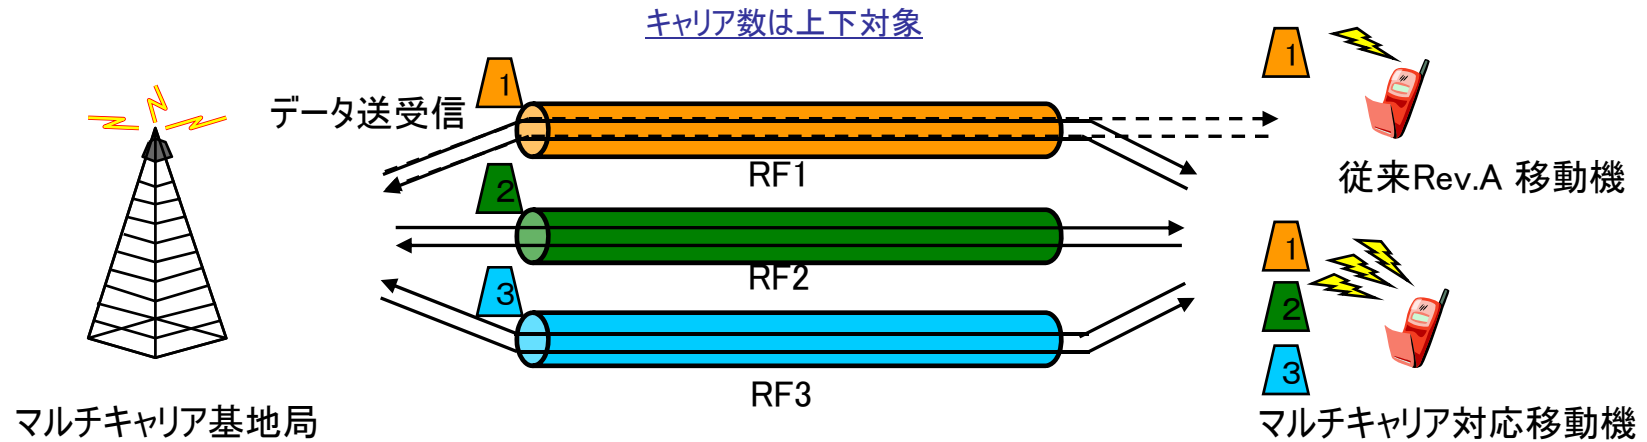 キャリア数は上下対象
1
1
データ送受信
RF1
従来Rev.A 移動機
2
RF2
1
3
2
3
RF3
マルチキャリア基地局
マルチキャリア対応移動機